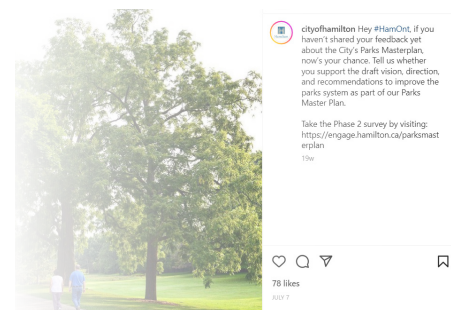 cityofhamilton Hey #HamOnt, if you
haven't shared your feedback yet
about the City's Parks Masterplan,
now's your chance. Tell us whether
you support the draft vision, direction,
and recommendations to improve the
parks system as part of our Parks
Master Plan.
Take the Phase 2 survey by visiting:
https://engage.hamilton.ca/parksmast
erplan
19w
78 likes
JULY 7